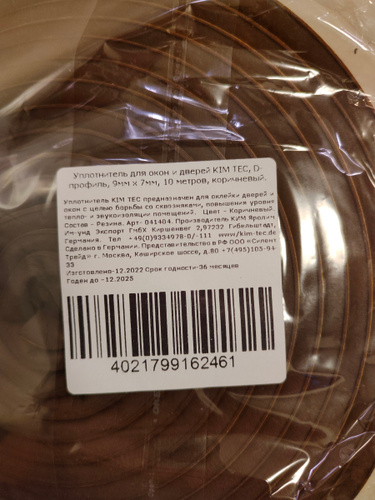 Уплотнитель для окон и дверей KIM TEC, D-
профиль, 9мм х 7мм, 10 метров, коричневый.
Уплотнитель KIM TEC предназначен для оклейки дверей и
окон с целью борьбы со сквозняками, повышения уровня
тепло- и звукоизоляции помещений. Цвет - Коричневый.
Состав - Резина. Арт- 041404. Производитель КИМ Яролим
Им-унд Экспорт ГмбХ Киршенвег 2,97232 Гибельштадт,
Германия. Тел +49(0)9334978-0/-111 www/kim-tec.de
Сделано в Германии. Представительство в РФ ООО «Силент
Трейд» г. Москва, Каширское шоссе, д.80 +7(495)105-94-
33
Изготовлено-12.2022 Срок годности-36 месяцев
Годен до -12.2025
4021799162461